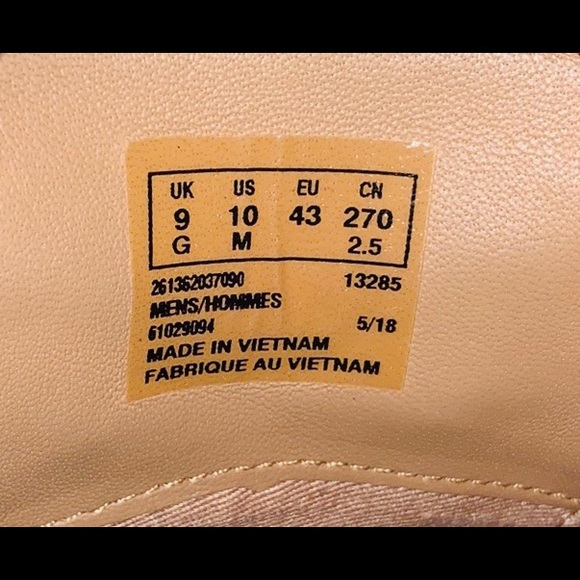 UK US EU CN
9 10 43 270
G M 2.5
261362037090 13285
MENS/HOMMES
61029094 5/18
MADE IN VIETNAM
FABRIQUE AU VIETNAM